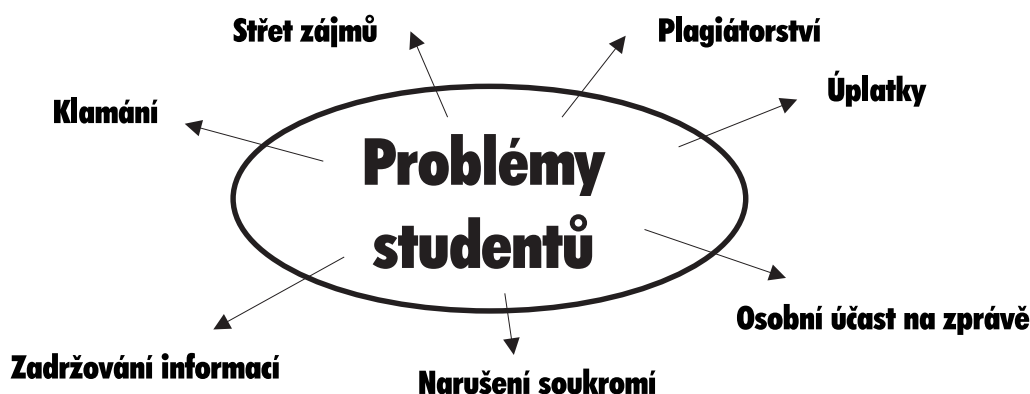 Střet zájmů
Plagiátorství
Klamání
Úplatky
Problémy
studentů
Osobní účast na zprávě
Zadržování informací
Narušení soukromí